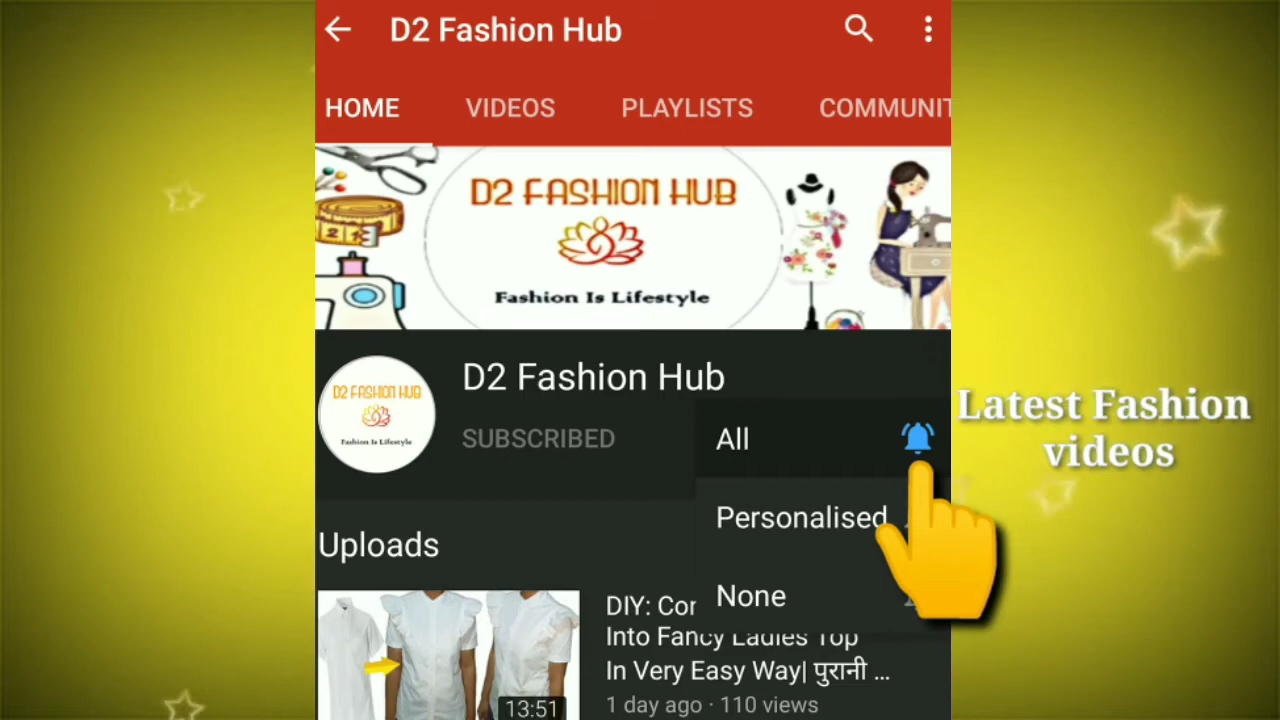 D2 Fashion Hub
HOME VIDEOS PLAYLISTS COMMUNIT
D2 FASHION HUB
Fashion Is Lifestyle
D2 FASHION HUB
Fashion Is Lifestyle
D2 Fashion Hub
SUBSCRIBED
All
Personalised
None
Latest Fashion
videos
Uploads
DIY: Con
Into Fancy Ladies Top
In Very Easy Way| पुरानी ...
1 day ago · 110 views
13:51